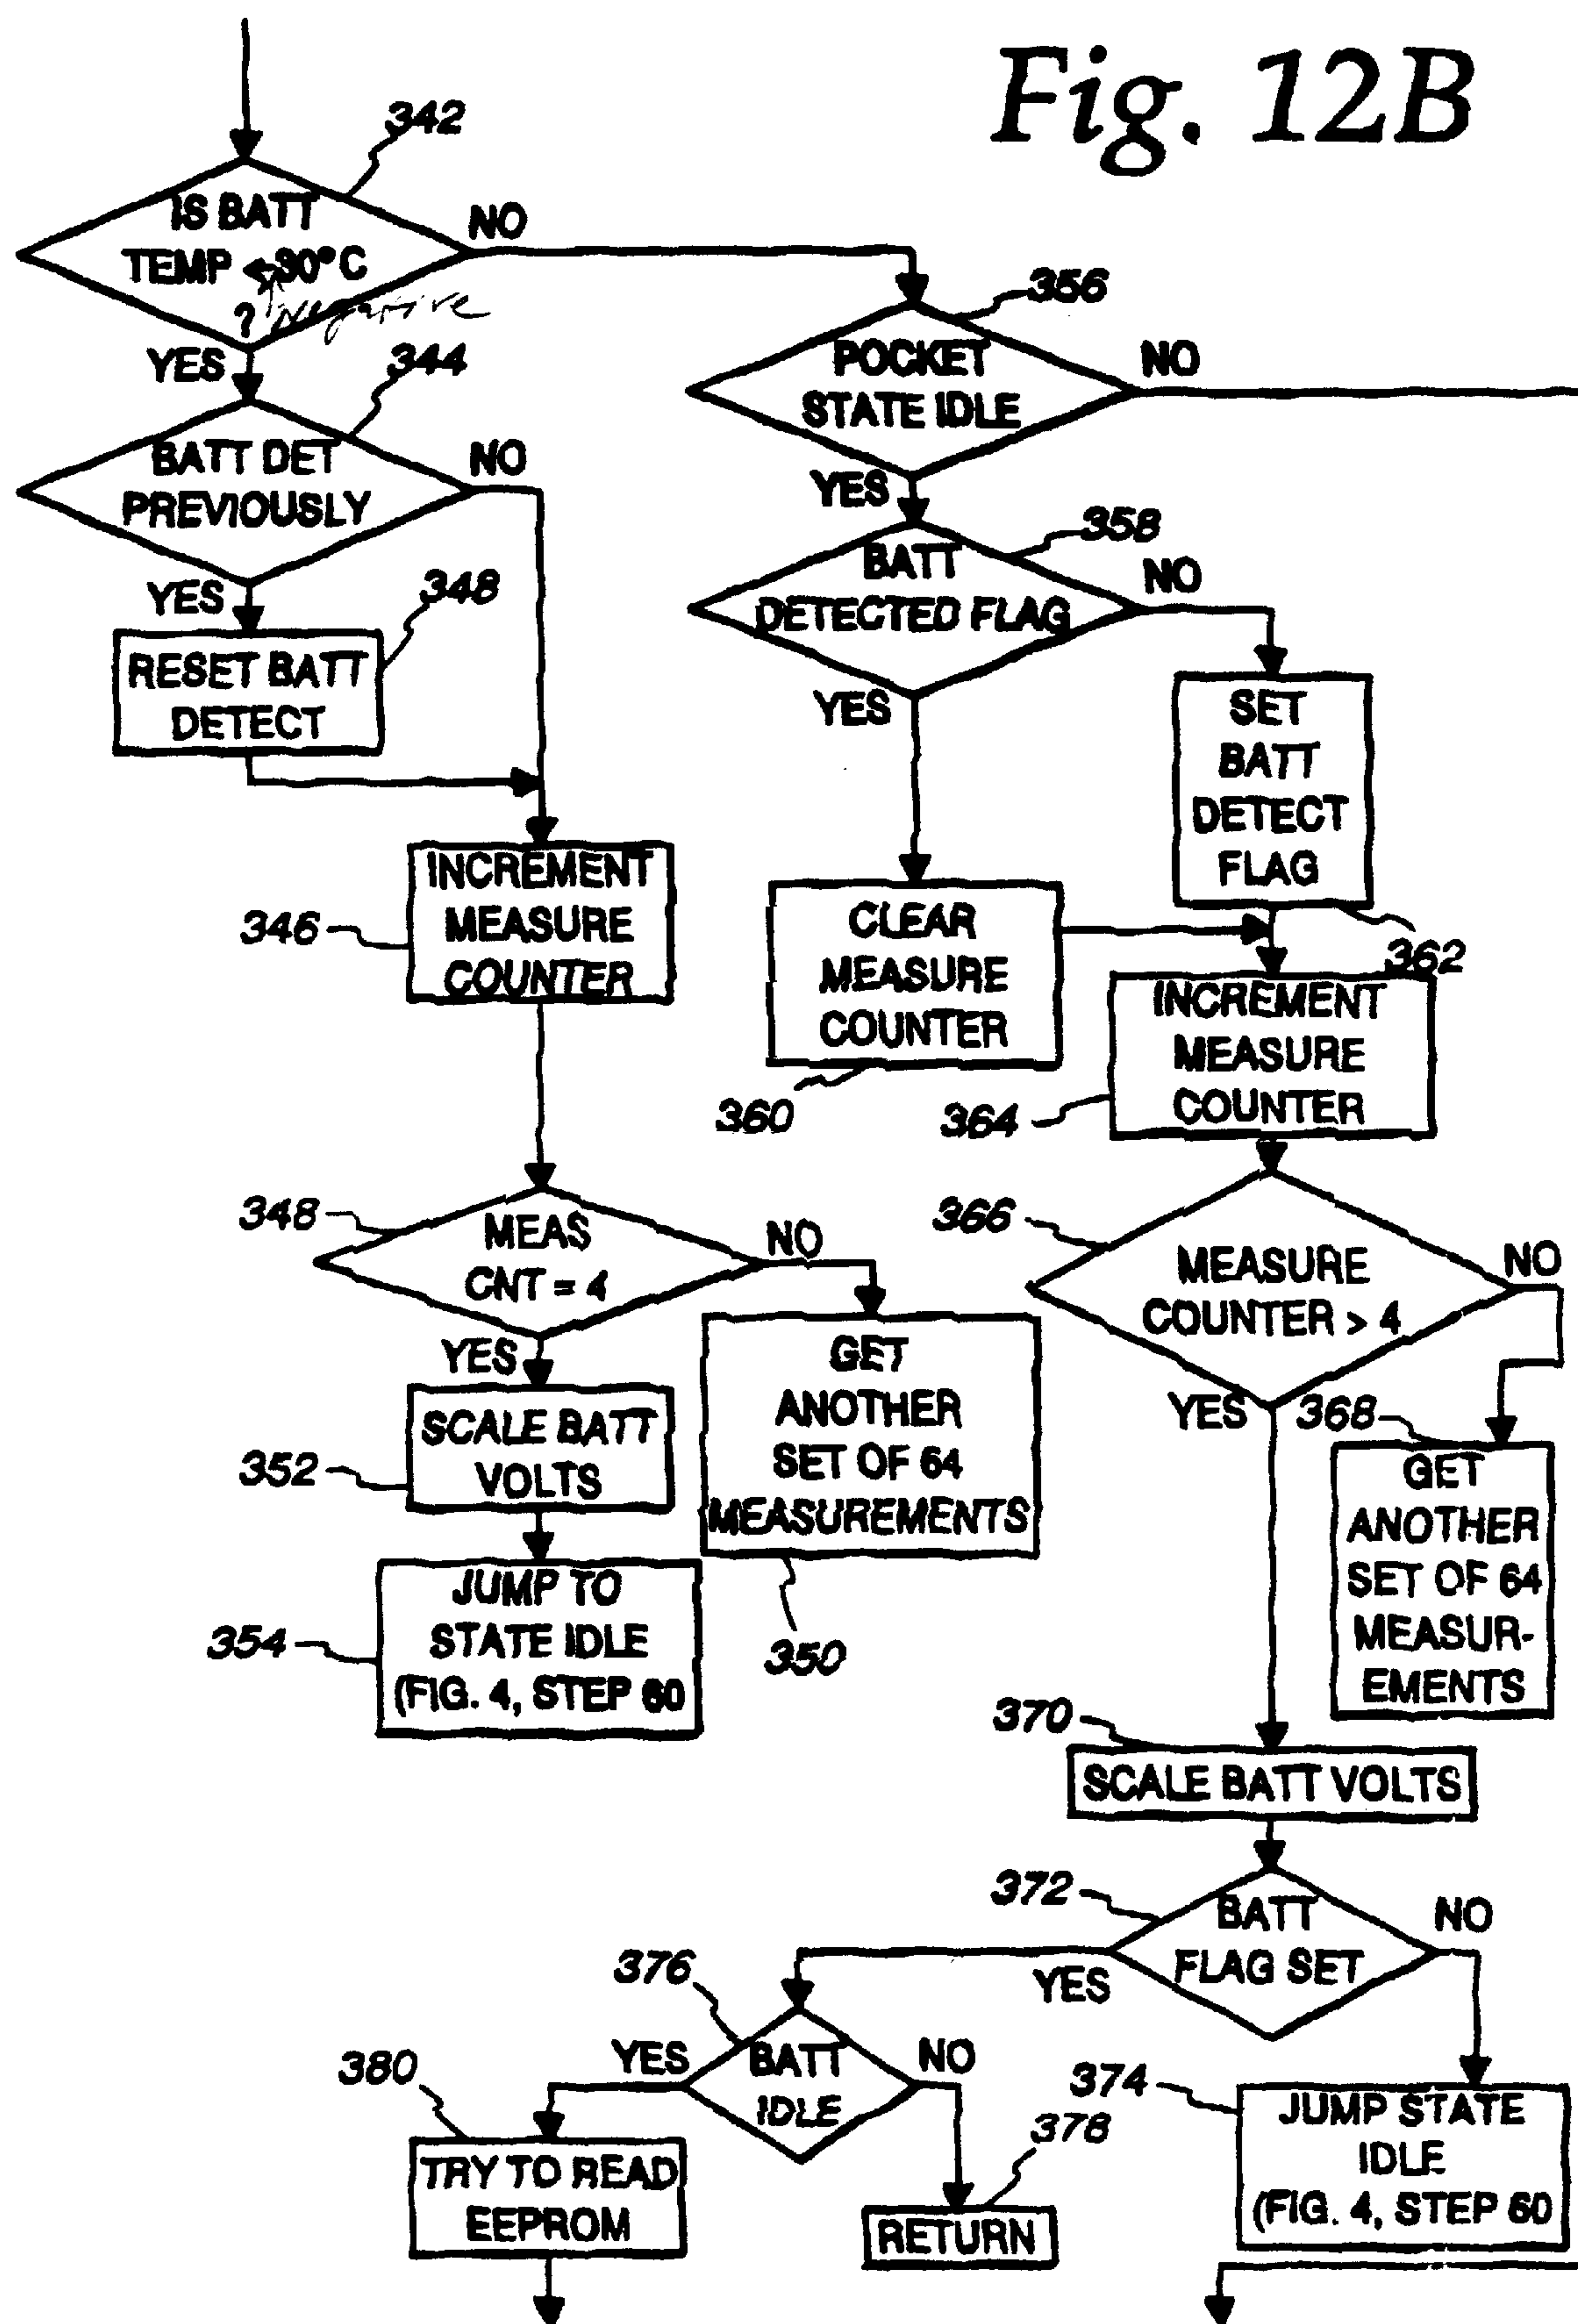 Fig. 12B
342
IS BATT
TEMP <-30°C
?
Negative
NO
YES
344
BATT DET
PREVIOUSLY
NO
YES
348
RESET BATT
DETECT
346
INCREMENT
MEASURE
COUNTER
348
MEAS
CNT = 4
NO
YES
352
SCALE BATT
VOLTS
GET
ANOTHER
SET OF 64
MEASUREMENTS
350
354
JUMP TO
STATE IDLE
(FIG. 4, STEP 60
356
POCKET
STATE IDLE
NO
YES
358
BATT
DETECTED FLAG
NO
YES
SET
BATT
DETECT
FLAG
362
CLEAR
MEASURE
COUNTER
360
364
INCREMENT
MEASURE
COUNTER
366
MEASURE
COUNTER > 4
NO
YES
368
GET
ANOTHER
SET OF 64
MEASUR-
EMENTS
370
SCALE BATT VOLTS
372
BATT
FLAG SET
NO
YES
374
JUMP STATE
IDLE
(FIG. 4, STEP 60
376
BATT
IDLE
YES
NO
378
RETURN
380
TRY TO READ
EEPROM